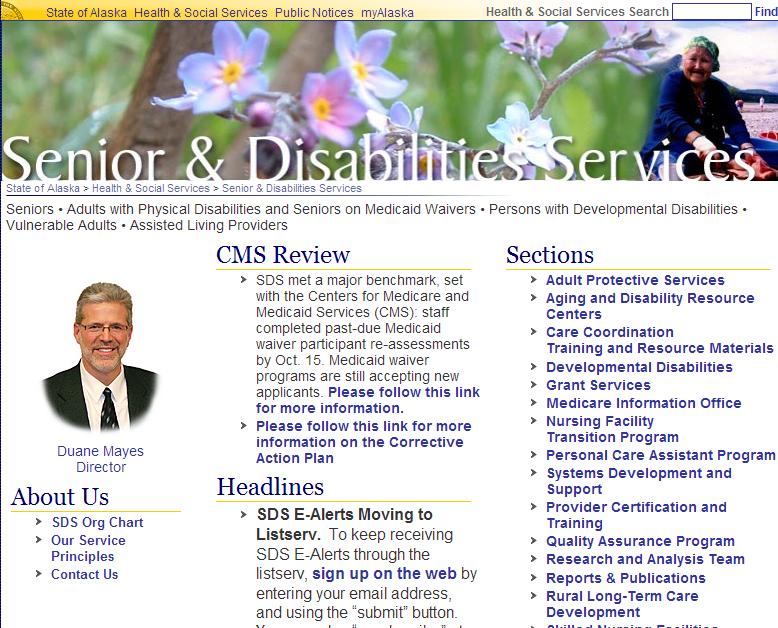 State of Alaska Health & Social Services Public Notices myAlaska Health & Social Services Search Find
Senior & Disabilities Services
State of Alaska > Health & Social Services > Senior & Disabilities Services
Seniors • Adults with Physical Disabilities and Seniors on Medicaid Waivers • Persons with Developmental Disabilities •
Vulnerable Adults • Assisted Living Providers
Duane Mayes
Director
About Us
SDS Org Chart
Our Service
Principles
Contact Us
CMS Review
SDS met a major benchmark, set
with the Centers for Medicare and
Medicaid Services (CMS): staff
completed past-due Medicaid
waiver participant re-assessments
by Oct. 15. Medicaid waiver
programs are still accepting new
applicants. Please follow this link
for more information.
Please follow this link for more
information on the Corrective
Action Plan
Headlines
SDS E-Alerts Moving to
Listserv. To keep receiving
SDS E-Alerts through the
listserv, sign up on the web by
entering your email address,
and using the “submit” button.
Sections
Adult Protective Services
Aging and Disability Resource
Centers
Care Coordination
Training and Resource Materials
Developmental Disabilities
Grant Services
Medicare Information Office
Nursing Facility
Transition Program
Personal Care Assistant Program
Systems Development and
Support
Provider Certification and
Training
Quality Assurance Program
Research and Analysis Team
Reports & Publications
Rural Long-Term Care
Development
Skilled Nursing Facilities